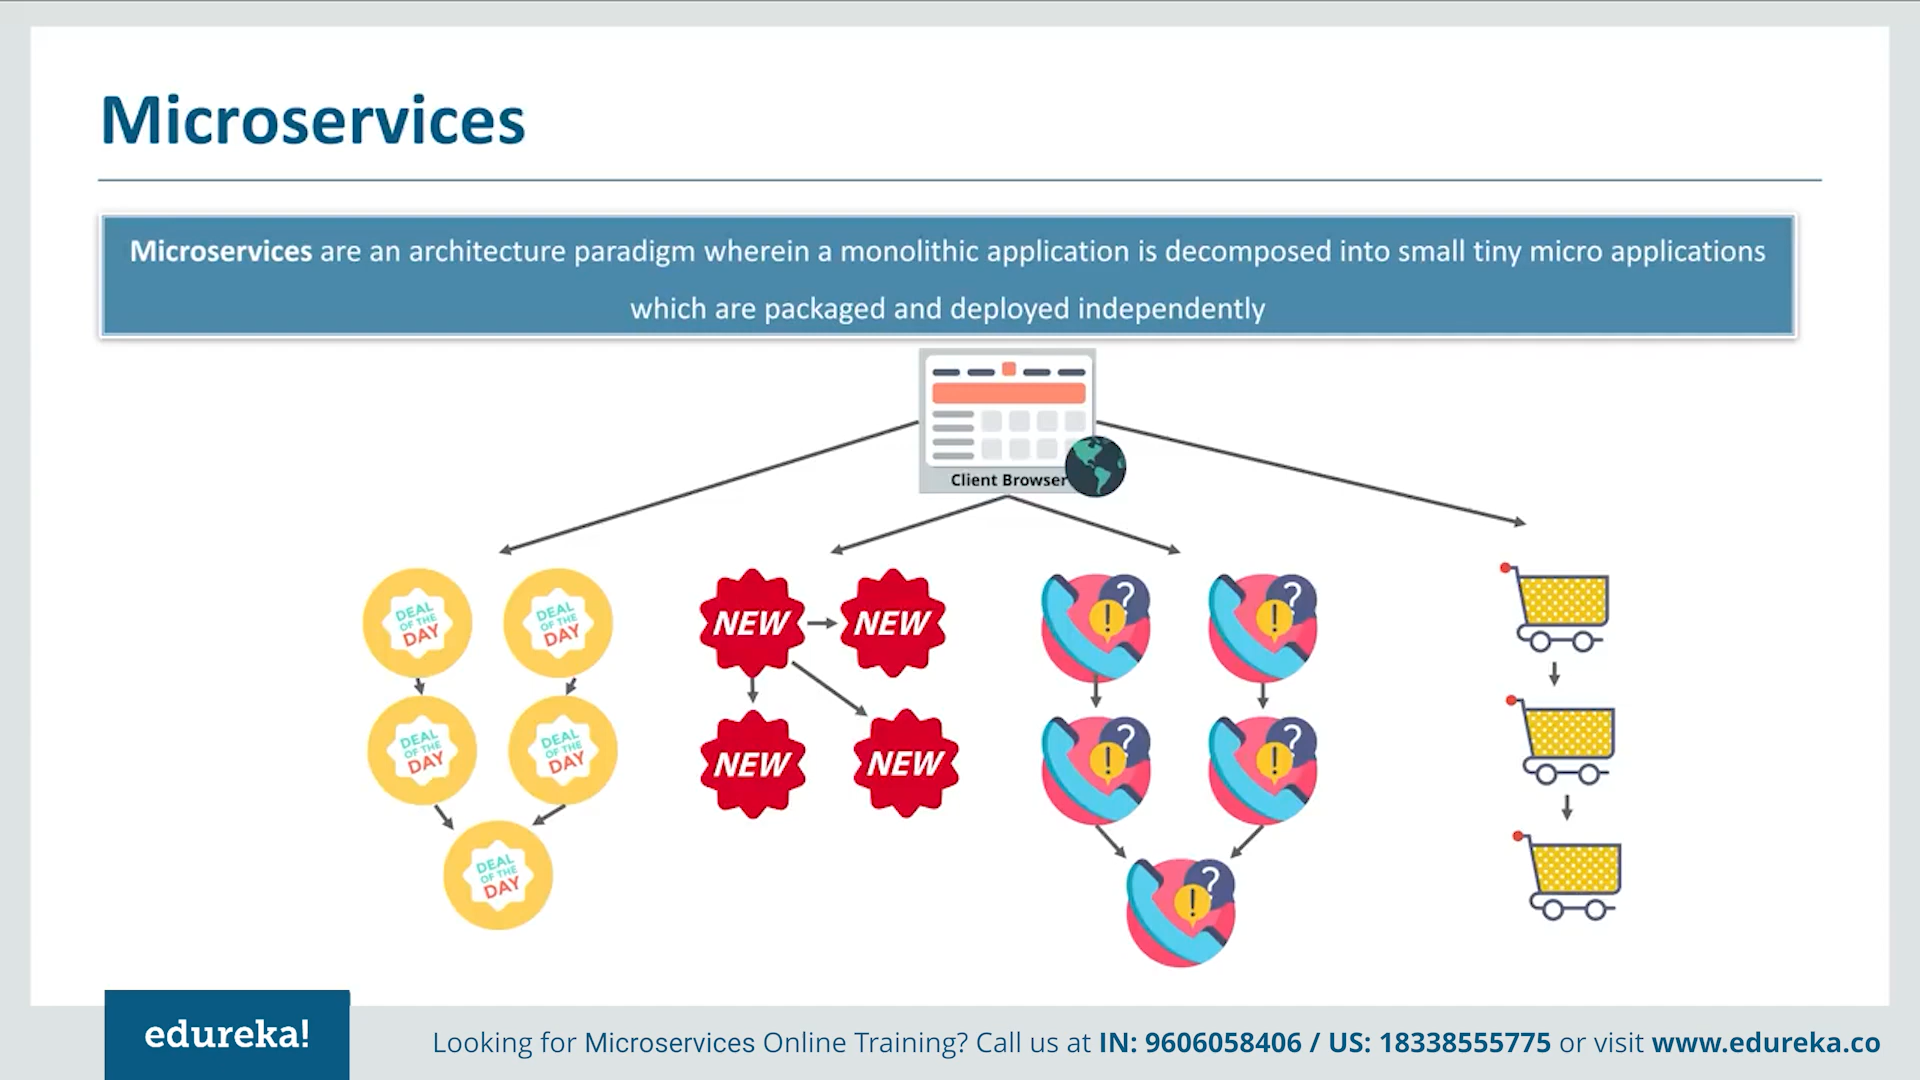 Microservices
Microservices are an architecture paradigm wherein a monolithic application is decomposed into small tiny micro applications
which are packaged and deployed independently
Client Browser
DEAL
OF THE
DAY
DEAL
OF THE
DAY
NEW
NEW
?
!
?
!
DEAL
OF THE
DAY
DEAL
OF THE
DAY
NEW
NEW
?
!
?
!
DEAL
OF THE
DAY
?
!
edureka!
Looking for Microservices Online Training? Call us at IN: 9606058406 / US: 18338555775 or visit www.edureka.co